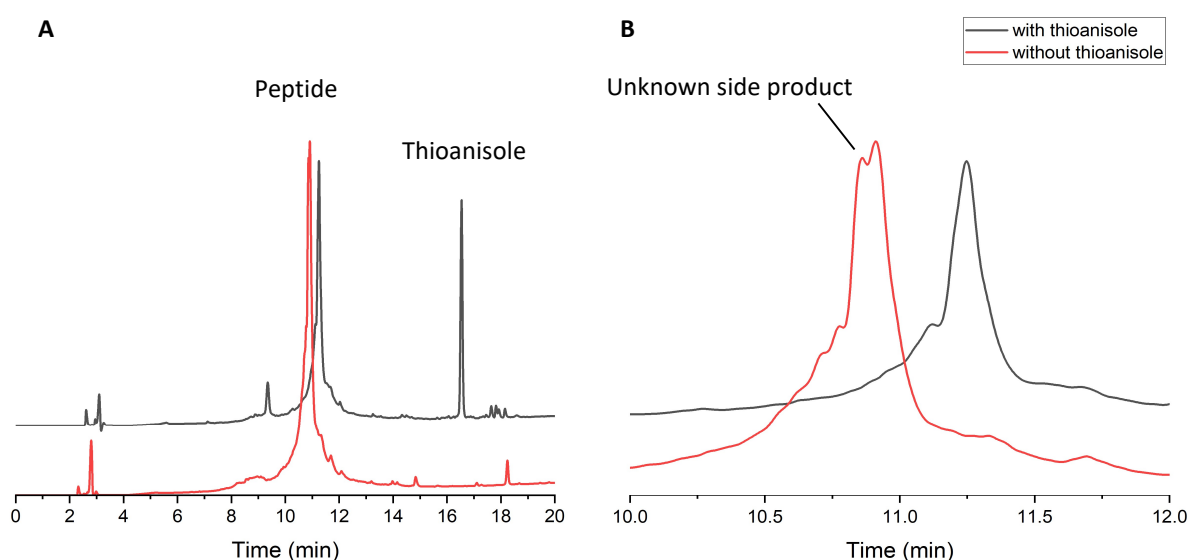 A
B
with thioanisole
without thioanisole
Peptide
Unknown side product
Thioanisole
0 2 4 6 8 10 12 14 16 18 20
10.0 10.5 11.0 11.5 12.0
Time (min)
Time (min)